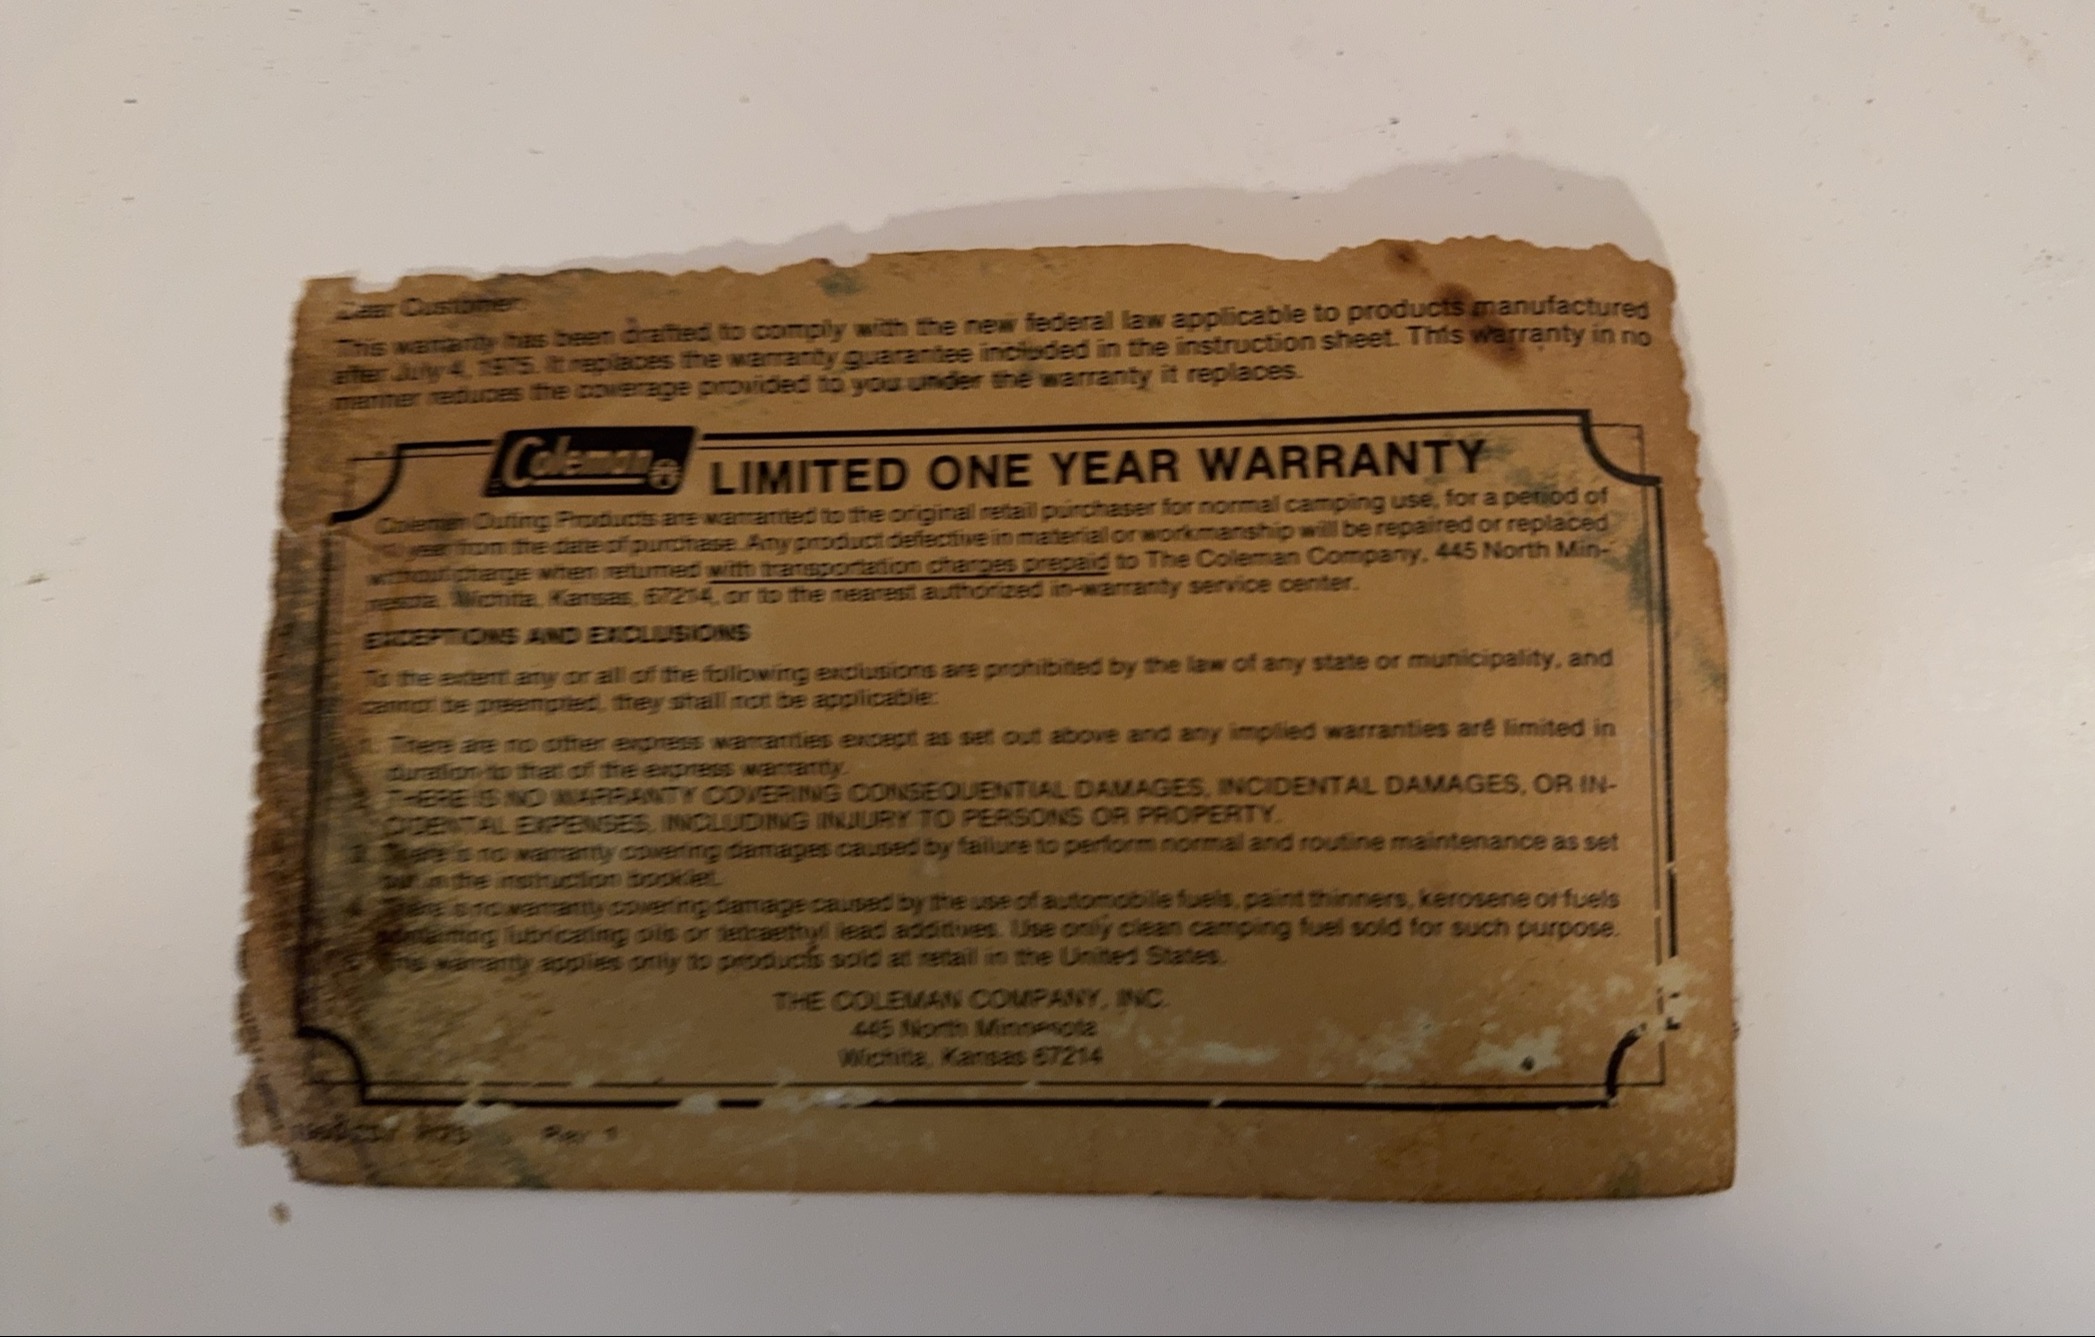 Dear Customer:
This warranty has been drafted to comply with the new federal law applicable to products manufactured
after July 4, 1975. It replaces the warranty guarantee included in the instruction sheet. This warranty in no
manner reduces the coverage provided to you under the warranty it replaces.
Coleman® LIMITED ONE YEAR WARRANTY
Coleman Outing Products are warranted to the original retail purchaser for normal camping use, for a period of
year from the date of purchase. Any product defective in material or workmanship will be repaired or replaced
without charge when returned with transportation charges prepaid to The Coleman Company, 445 North Min-
nesota, Wichita, Kansas, 67214, or to the nearest authorized in-warranty service center.
EXCEPTIONS AND EXCLUSIONS
To the extent any or all of the following exclusions are prohibited by the law of any state or municipality, and
cannot be preempted, they shall not be applicable:
1. There are no other express warranties except as set out above and any implied warranties are limited in
duration to that of the express warranty.
2. THERE IS NO WARRANTY COVERING CONSEQUENTIAL DAMAGES, INCIDENTAL DAMAGES, OR IN-
CIDENTAL EXPENSES, INCLUDING INJURY TO PERSONS OR PROPERTY.
3. There is no warranty covering damages caused by failure to perform normal and routine maintenance as set
out in the instruction booklet.
4. There is no warranty covering damage caused by the use of automobile fuels, paint thinners, kerosene or fuels
containing lubricating oils or tetraethyl lead additives. Use only clean camping fuel sold for such purpose.
5. This warranty applies only to products sold at retail in the United States.
THE COLEMAN COMPANY, INC.
445 North Minnesota
Wichita, Kansas 67214